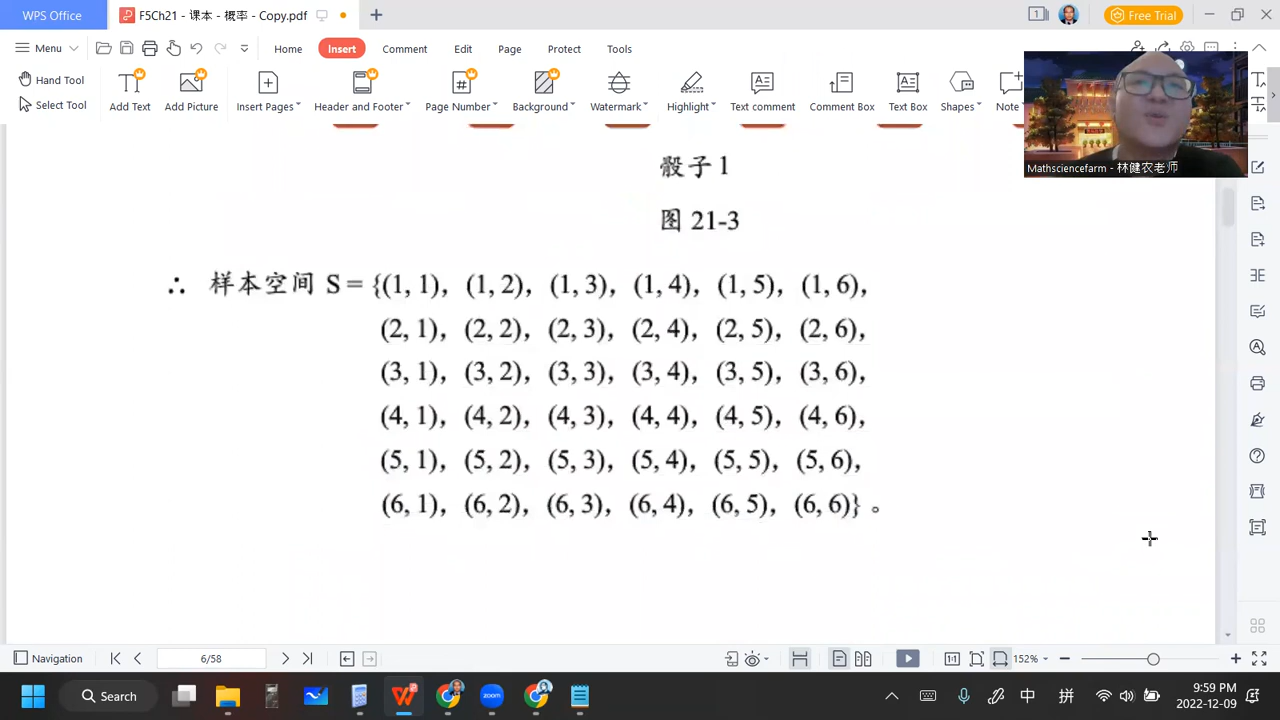 WPS Office
F5Ch21 - 课本 - 概率 - Copy.pdf
1
Free Trial
Menu
Home
Insert
Comment
Edit
Page
Protect
Tools
Hand Tool
Select Tool
Add Text
Add Picture
Insert Pages
Header and Footer
Page Number
Background
Watermark
Highlight
Text comment
Comment Box
Text Box
Shapes
Note
Mathsciencefarm - 林健农老师
骰子 1
图 21-3
∴ 样本空间 S = {(1, 1), (1, 2), (1, 3), (1, 4), (1, 5), (1, 6),
(2, 1), (2, 2), (2, 3), (2, 4), (2, 5), (2, 6),
(3, 1), (3, 2), (3, 3), (3, 4), (3, 5), (3, 6),
(4, 1), (4, 2), (4, 3), (4, 4), (4, 5), (4, 6),
(5, 1), (5, 2), (5, 3), (5, 4), (5, 5), (5, 6),
(6, 1), (6, 2), (6, 3), (6, 4), (6, 5), (6, 6)} 。
Navigation
6/58
152%
Search
zoom
中
拼
9:59 PM
2022-12-09